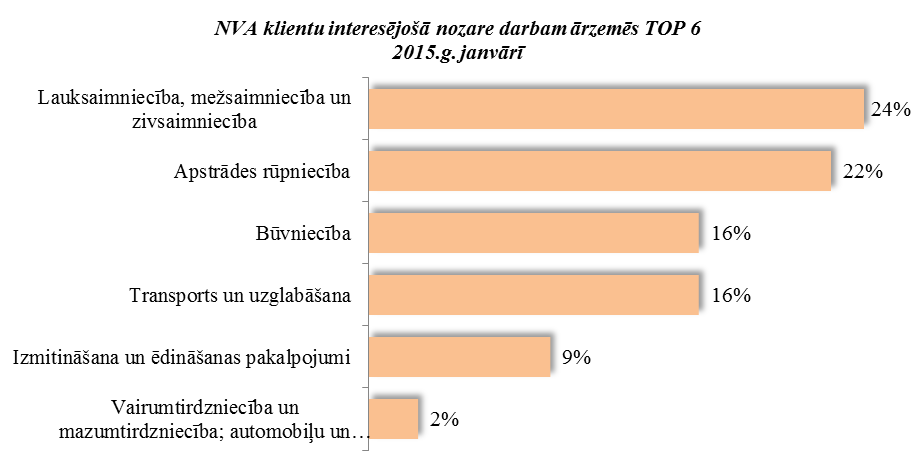 NVA klientu interesējošā nozare darbam ārzemēs TOP 6
2015.g. janvārī
Lauksaimniecība, mežsaimniecība un
zivsaimniecība
24%
Apstrādes rūpniecība
22%
Būvniecība
16%
Transports un uzglabāšana
16%
Izmitināšana un ēdināšanas pakalpojumi
9%
Vairumtirdzniecība un
mazumtirdzniecība; automobiļu un…
2%